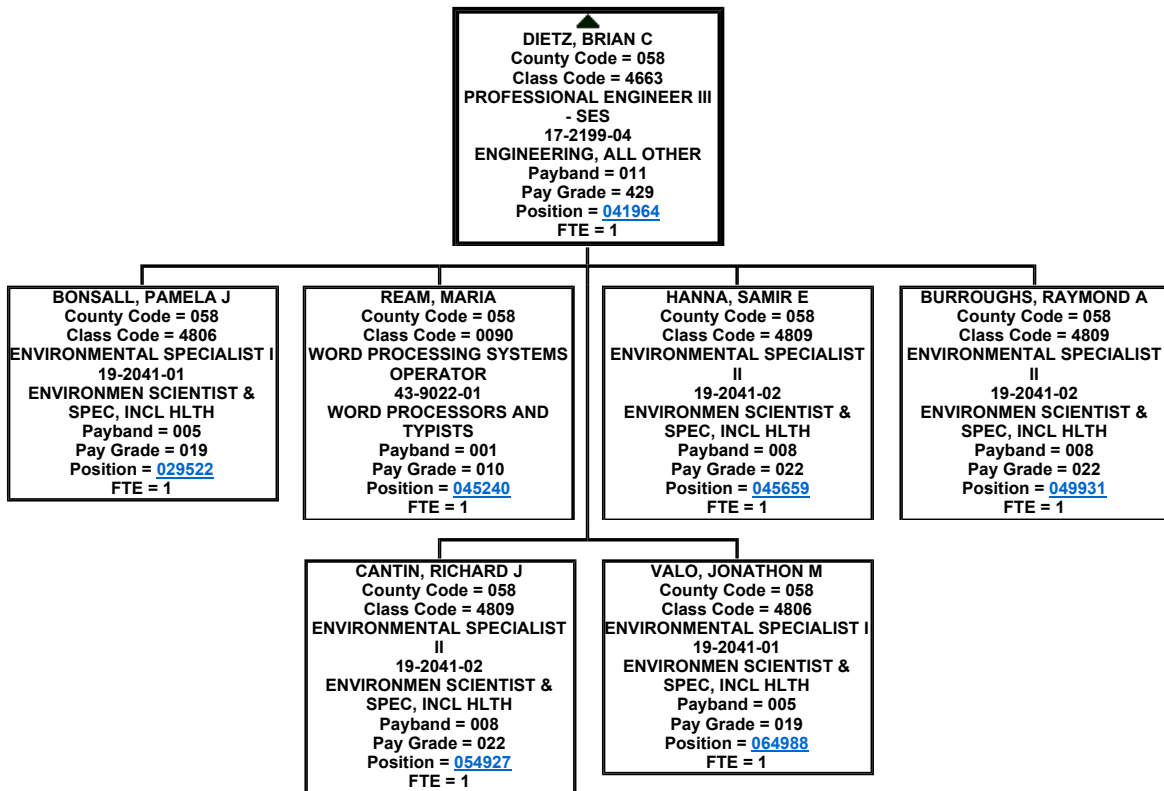 DIETZ, BRIAN C
County Code = 058
Class Code = 4663
PROFESSIONAL ENGINEER III
- SES
17-2199-04
ENGINEERING, ALL OTHER
Payband = 011
Pay Grade = 429
Position = 041964
FTE = 1
BONSALL, PAMELA J
County Code = 058
Class Code = 4806
ENVIRONMENTAL SPECIALIST I
19-2041-01
ENVIRONMEN SCIENTIST &
SPEC, INCL HLTH
Payband = 005
Pay Grade = 019
Position = 029522
FTE = 1
REAM, MARIA
County Code = 058
Class Code = 0090
WORD PROCESSING SYSTEMS
OPERATOR
43-9022-01
WORD PROCESSORS AND
TYPISTS
Payband = 001
Pay Grade = 010
Position = 045240
FTE = 1
HANNA, SAMIR E
County Code = 058
Class Code = 4809
ENVIRONMENTAL SPECIALIST
II
19-2041-02
ENVIRONMEN SCIENTIST &
SPEC, INCL HLTH
Payband = 008
Pay Grade = 022
Position = 045659
FTE = 1
BURROUGHS, RAYMOND A
County Code = 058
Class Code = 4809
ENVIRONMENTAL SPECIALIST
II
19-2041-02
ENVIRONMEN SCIENTIST &
SPEC, INCL HLTH
Payband = 008
Pay Grade = 022
Position = 049931
FTE = 1
CANTIN, RICHARD J
County Code = 058
Class Code = 4809
ENVIRONMENTAL SPECIALIST
II
19-2041-02
ENVIRONMEN SCIENTIST &
SPEC, INCL HLTH
Payband = 008
Pay Grade = 022
Position = 054927
FTE = 1
VALO, JONATHON M
County Code = 058
Class Code = 4806
ENVIRONMENTAL SPECIALIST I
19-2041-01
ENVIRONMEN SCIENTIST &
SPEC, INCL HLTH
Payband = 005
Pay Grade = 019
Position = 064988
FTE = 1